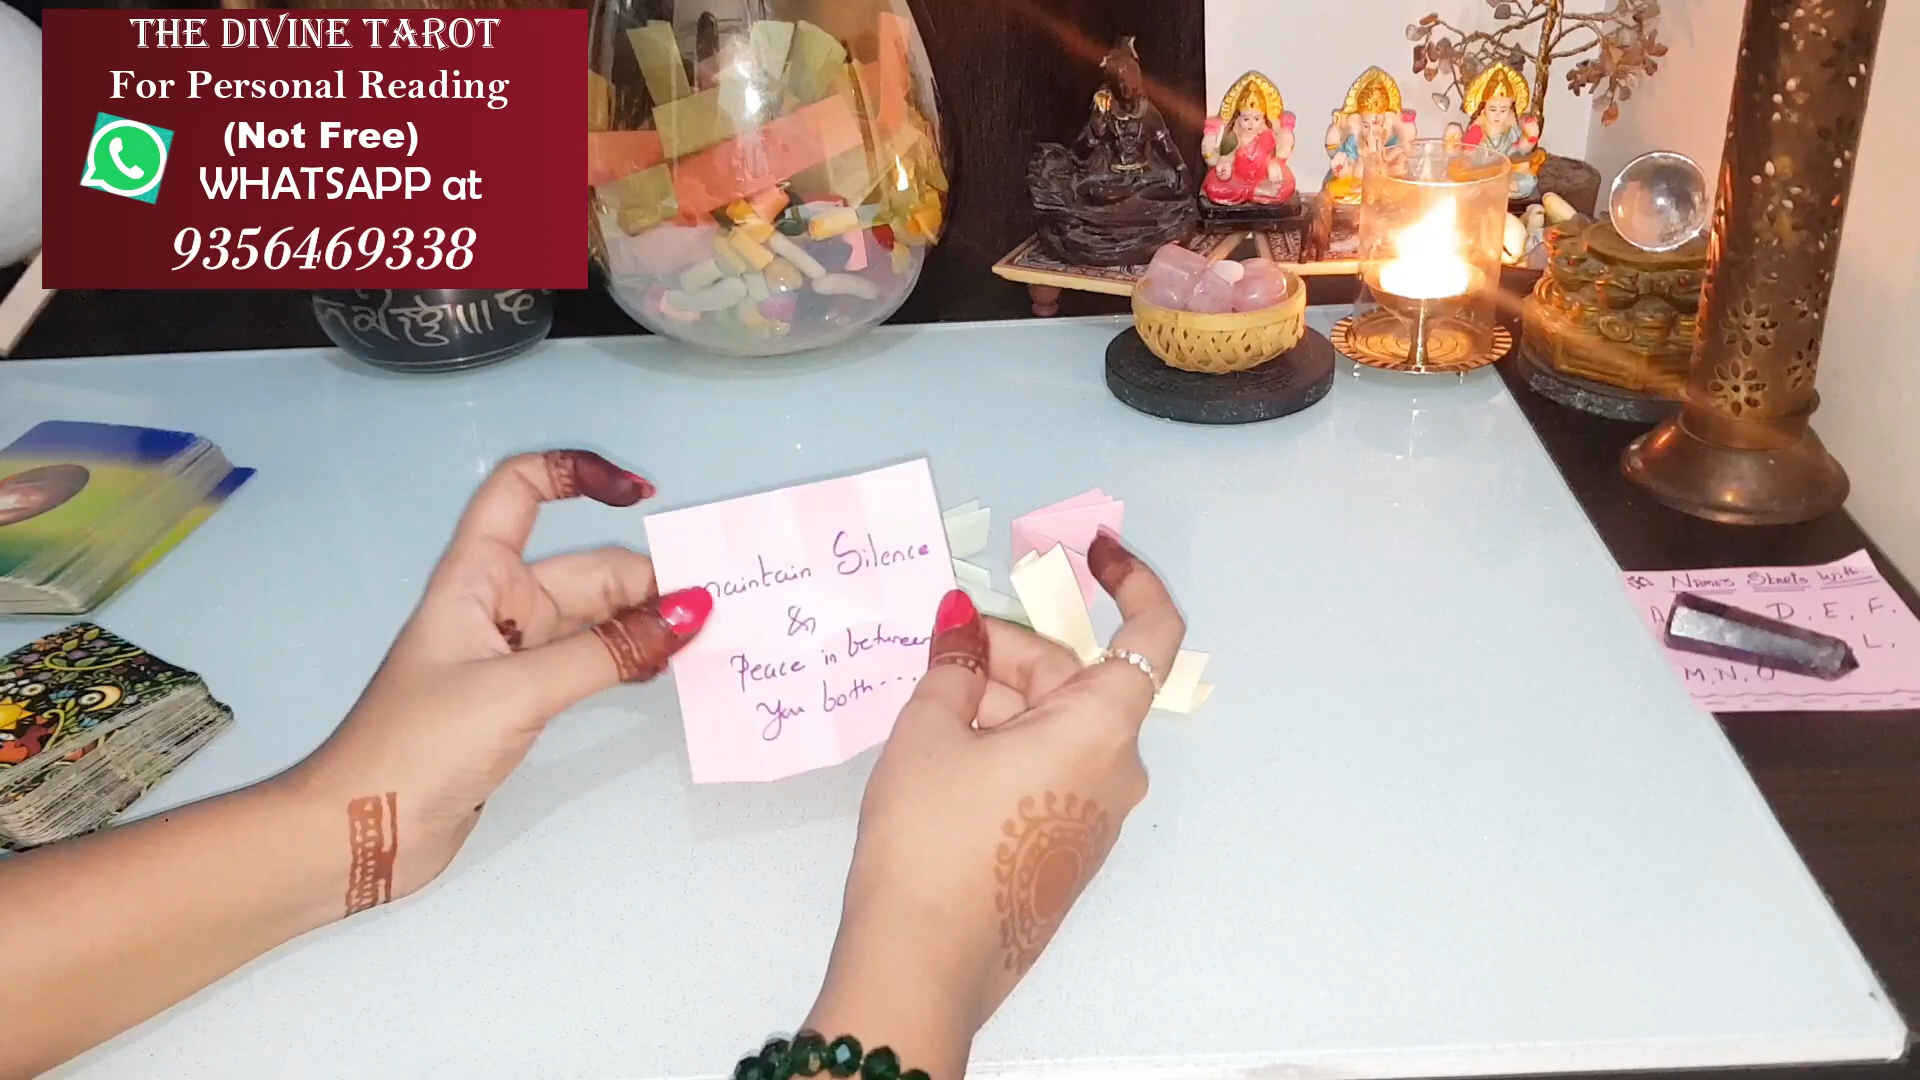 THE DIVINE TAROT
For Personal Reading
(Not Free)
WHATSAPP at
9356469338
maintain Silence
&
Peace in between
you both....
NAMES Starts With..
A D, E, F.
L.
M, N, O